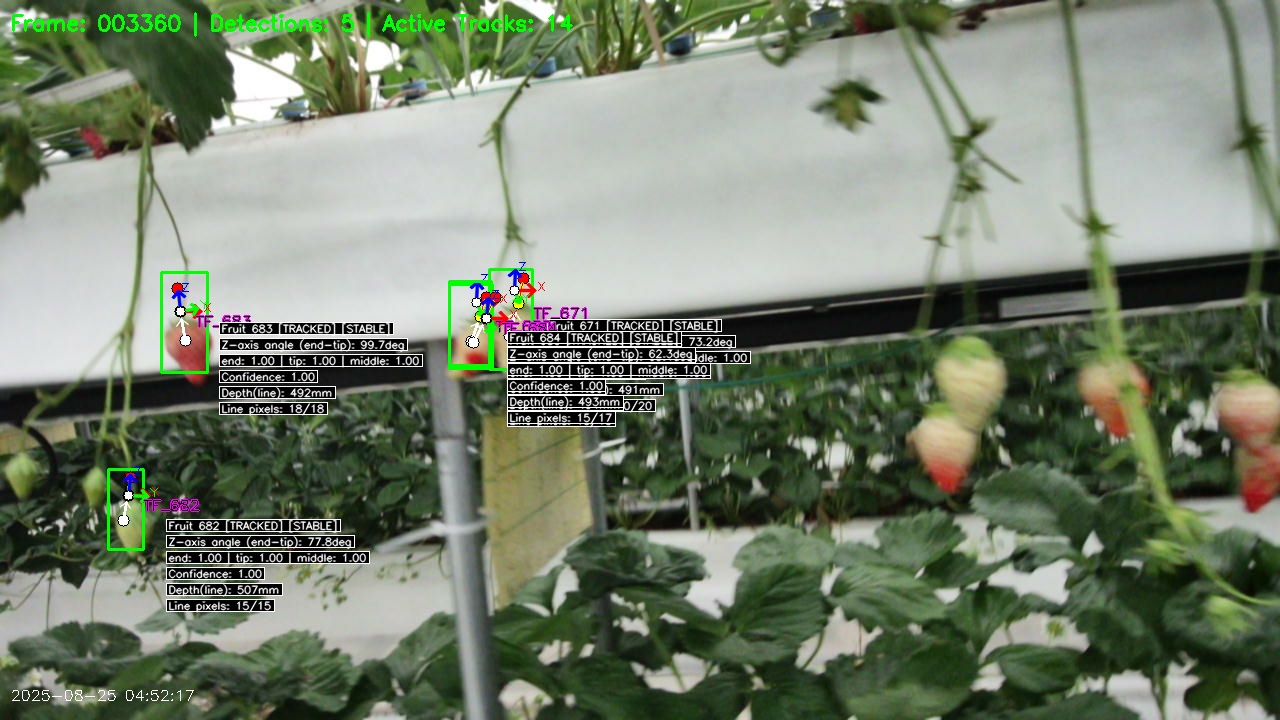 Frame: 003360 | Detections: 5 | Active Tracks: 14
TF_683
Fruit 683 [TRACKED] [STABLE]
Z-axis angle (end-tip): 99.7deg
end: 1.00 | tip: 1.00 | middle: 1.00
Confidence: 1.00
Depth(line): 492mm
Line pixels: 18/18
TF_671
Fruit 671 [TRACKED] [STABLE]
73.2deg
Fruit 684 [TRACKED] [STABLE]
Z-axis angle (end-tip): 62.3deg
end: 1.00 | tip: 1.00 | middle: 1.00
Confidence: 1.00
491mm
Depth(line): 493mm
Line pixels: 15/17
TF_682
Fruit 682 [TRACKED] [STABLE]
Z-axis angle (end-tip): 77.8deg
end: 1.00 | tip: 1.00 | middle: 1.00
Confidence: 1.00
Depth(line): 507mm
Line pixels: 15/15
2025-08-25 04:52:17